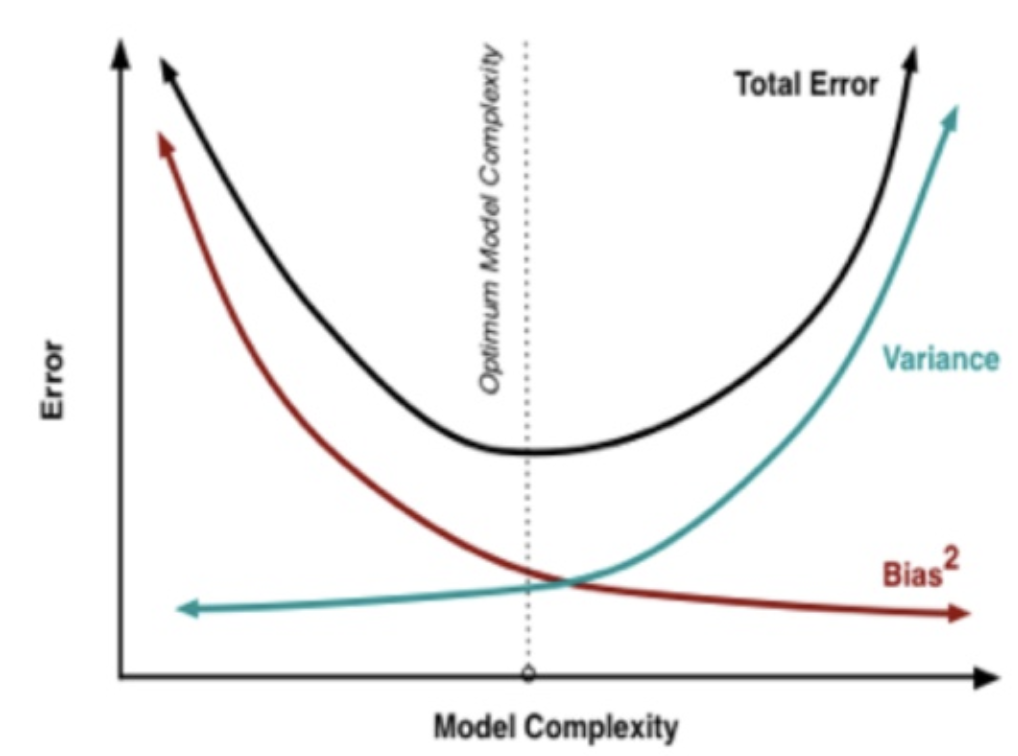 Optimum Model Complexity
Total Error
Variance
Bias²
Error
Model Complexity